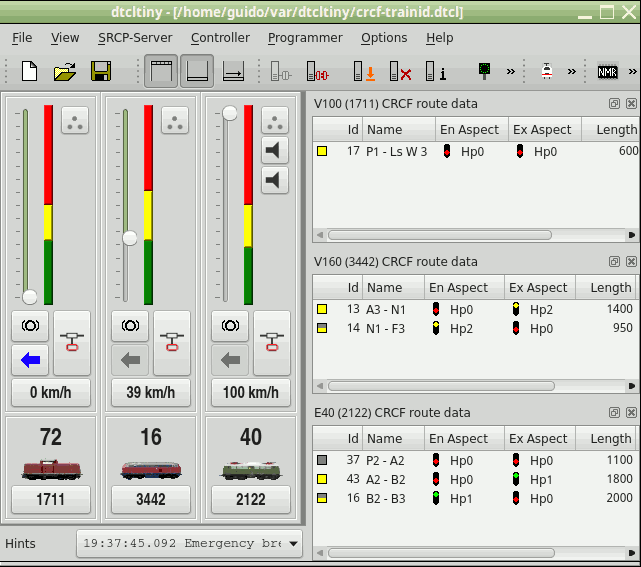 dtcltiny - [/home/guido/var/dtcltiny/crcf-trainid.dtcl]
File View SRCP-Server Controller Programmer Options Help
» » NMR »
0 km/h 39 km/h 100 km/h
72 16 40
1711 3442 2122
Hints 19:37:45.092 Emergency
V100 (1711) CRCF route data
Id Name En Aspect Ex Aspect Length
17 P1 - Ls W 3 Hp0 Hp0 600
V160 (3442) CRCF route data
Id Name En Aspect Ex Aspect Length
13 A3 - N1 Hp0 Hp2 1400
14 N1 - F3 Hp2 Hp0 950
E40 (2122) CRCF route data
Id Name En Aspect Ex Aspect Length
37 P2 - A2 Hp0 Hp0 1100
43 A2 - B2 Hp0 Hp1 1800
16 B2 - B3 Hp1 Hp0 2000